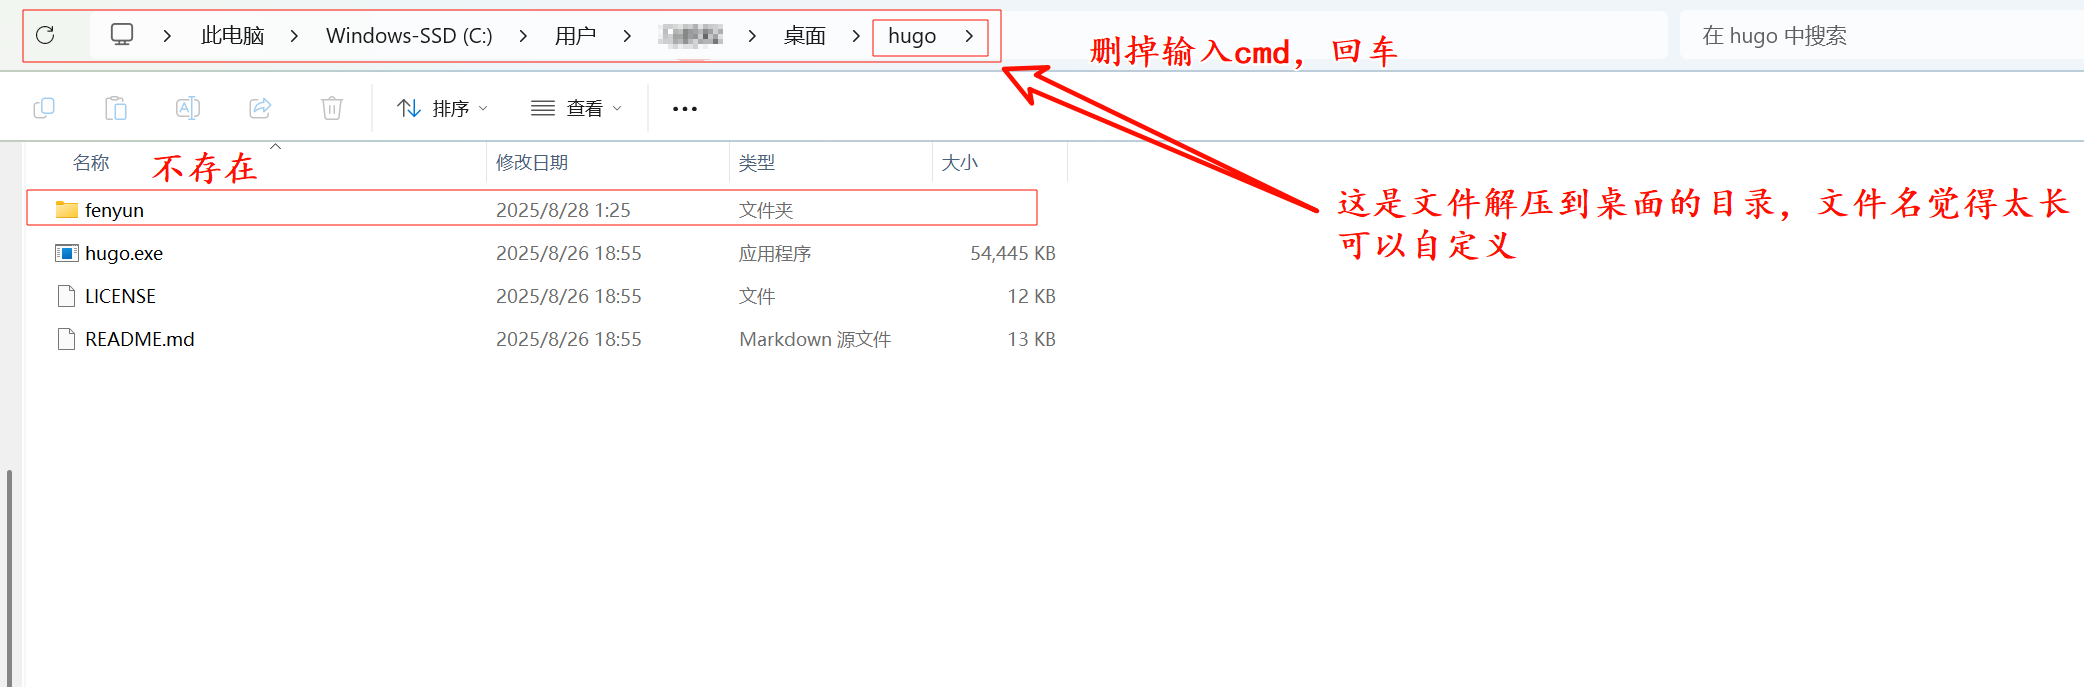 此电脑 > Windows-SSD (C:) > 用户 > > 桌面 > hugo >
在 hugo 中搜索
删掉输入cmd，回车
排序
查看
名称
不存在
修改日期
类型
大小
fenyun 2025/8/28 1:25 文件夹
hugo.exe 2025/8/26 18:55 应用程序 54,445 KB
LICENSE 2025/8/26 18:55 文件 12 KB
README.md 2025/8/26 18:55 Markdown 源文件 13 KB
这是文件解压到桌面的目录，文件名觉得太长
可以自定义